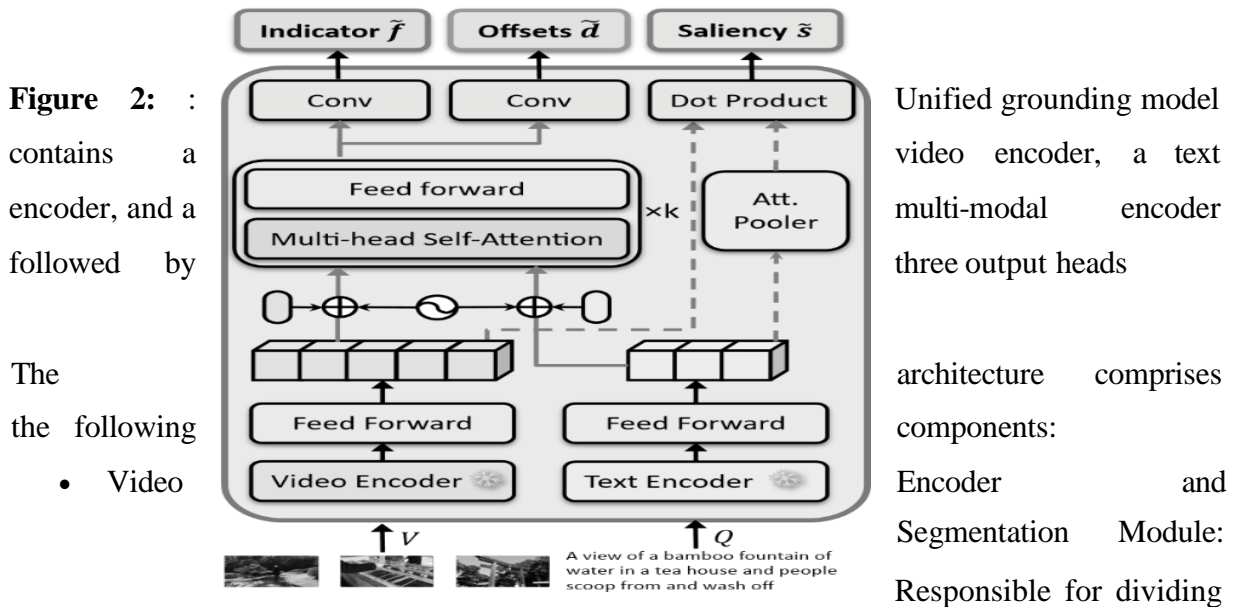 Indicator f̃ Offsets d̃ Saliency s̃
Conv Conv Dot Product
Feed forward
Multi-head Self-Attention
×k
Att.
Pooler
Feed Forward Feed Forward
Video Encoder Text Encoder
V Q
A view of a bamboo fountain of
water in a tea house and people
scoop from and wash off
Figure 2: : Unified grounding model
contains a video encoder, a text
encoder, and a multi-modal encoder
followed by three output heads
The architecture comprises
the following components:
• Video Encoder and
Segmentation Module:
Responsible for dividing